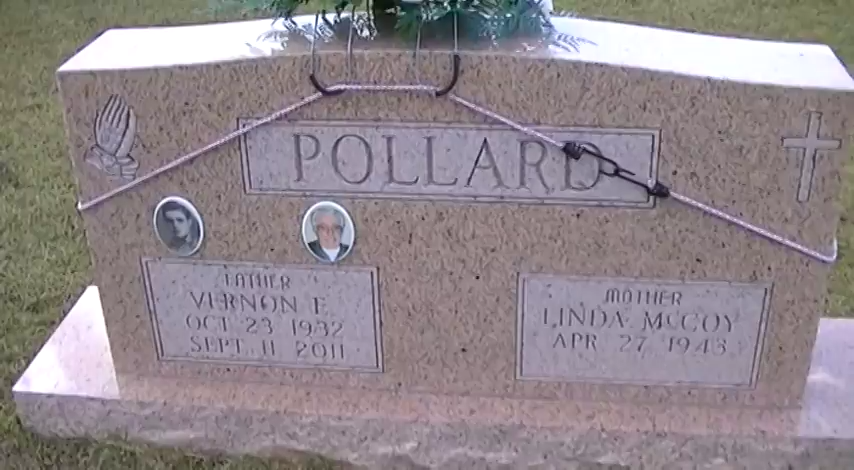 POLLARD
FATHER
VERNON E.
OCT 23 1932
SEPT. 11 2011
MOTHER
LINDA McCOY
APR 27 1943